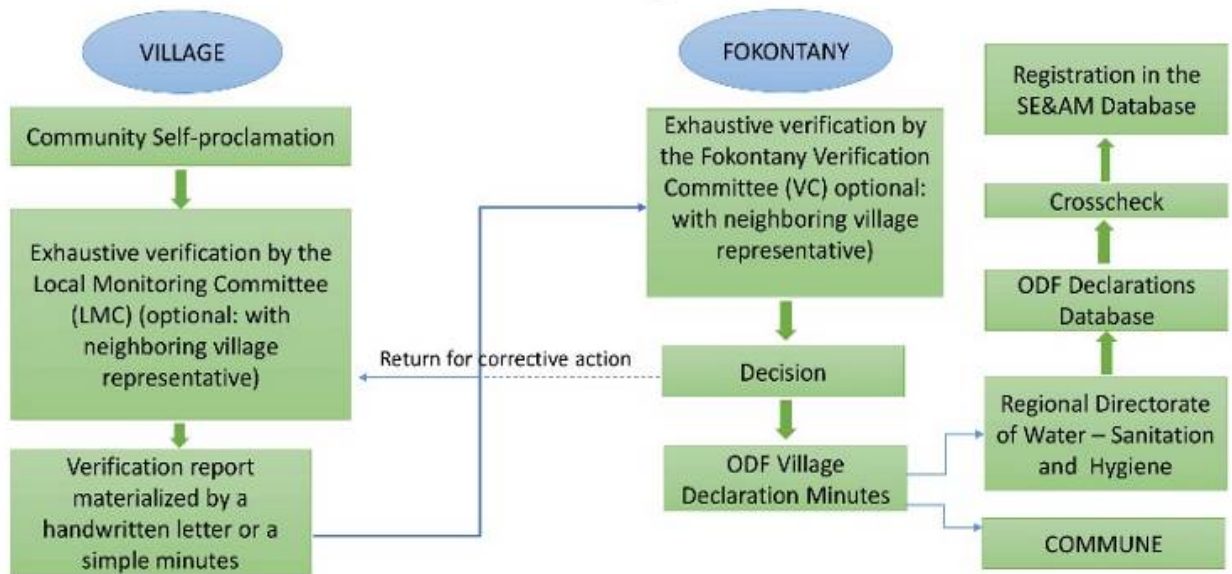 VILLAGE
Community Self-proclamation
Exhaustive verification by the
Local Monitoring Committee
(LMC) (optional: with
neighboring village
representative)
Verification report
materialized by a
handwritten letter or a
simple minutes
Return for corrective action
FOKONTANY
Exhaustive verification by
the Fokontany Verification
Committee (VC) optional:
with neighboring village
representative)
Decision
ODF Village
Declaration Minutes
Registration in the
SE&AM Database
Crosscheck
ODF Declarations
Database
Regional Directorate
of Water – Sanitation
and Hygiene
COMMUNE